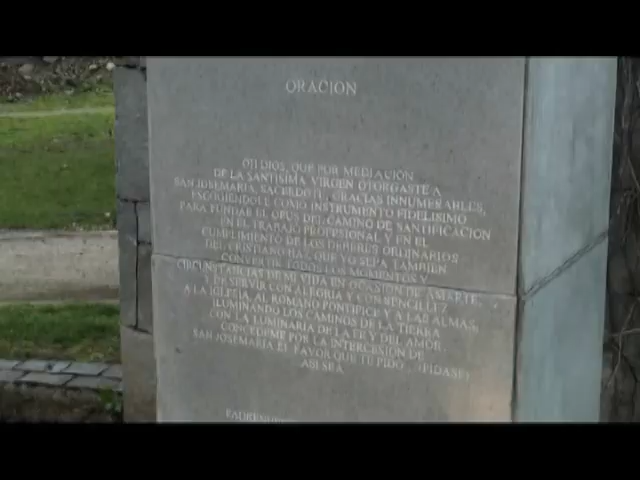 ORACION
OH DIOS, QUE POR MEDIACION
DE LA SANTISIMA VIRGEN OTORGASTE A
SAN JOSEMARIA, SACERDOTE, GRACIAS INNUMERABLES,
ESCOGIENDOLE COMO INSTRUMENTO FIDELISIMO
PARA FUNDAR EL OPUS DEI, CAMINO DE SANTIFICACION
EN EL TRABAJO PROFESIONAL Y EN EL
CUMPLIMIENTO DE LOS DEBERES ORDINARIOS
DEL CRISTIANO HAZ QUE YO SEPA TAMBIEN
CONVERTIR TODOS LOS MOMENTOS Y
CIRCUNSTANCIAS DE MI VIDA EN OCASION DE AMARTE,
Y DE SERVIR CON ALEGRIA Y CON SENCILLEZ
A LA IGLESIA, AL ROMANO PONTIFICE Y A LAS ALMAS,
ILUMINANDO LOS CAMINOS DE LA TIERRA
CON LA LUMINARIA DE LA FE Y DEL AMOR.
CONCEDEME POR LA INTERCESION DE
SAN JOSEMARIA EL FAVOR QUE TE PIDO... (PIDASE)
ASI SEA